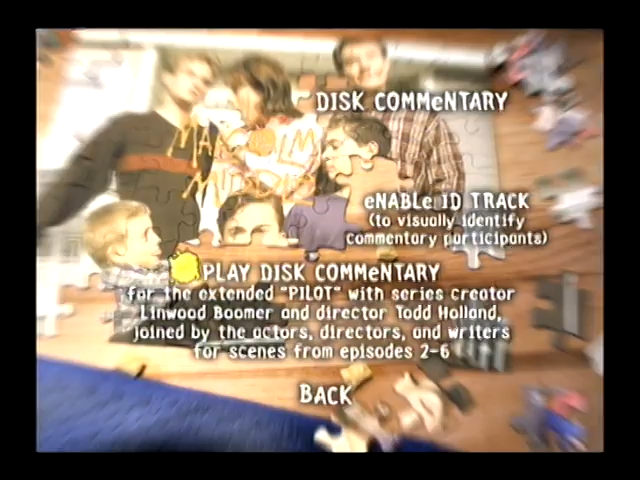 DISK COMMeNTARY
MALCOLM
MIDDLE
eNABLe ID TRACK
(to visually identify
commentary participants)
PLAY DISK COMMeNTARY
for the extended "PILOT" with series creator
Linwood Boomer and director Todd Holland,
joined by the actors, directors, and writers
for scenes from episodes 2-6
BACK